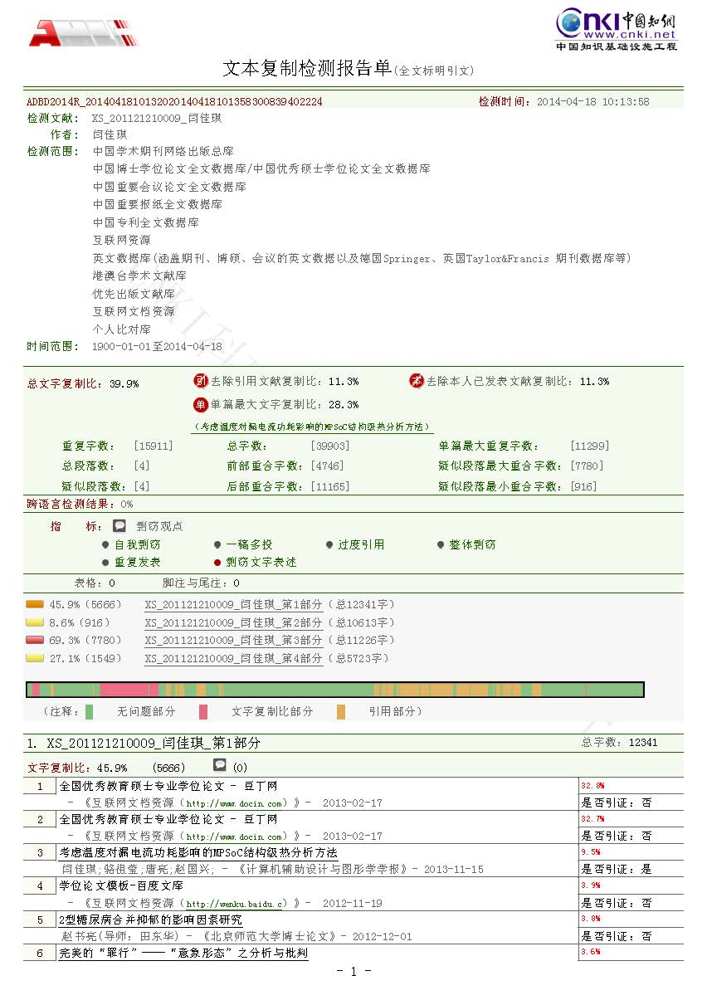 AMLC
cnki中国知网
www.cnki.net
中国知识基础设施工程
文本复制检测报告单(全文标明引文)
ADBD2014R_20140418101320201404181013583008394​02224 检测时间：2014-04-18 10:13:58
检测文献： XS_201121210009_闫佳琪
作者： 闫佳琪
检测范围： 中国学术期刊网络出版总库
中国博士学位论文全文数据库/中国优秀硕士学位论文全文数据库
中国重要会议论文全文数据库
中国重要报纸全文数据库
中国专利全文数据库
互联网资源
英文数据库(涵盖期刊、博硕、会议的英文数据以及德国Springer、英国Taylor&Francis 期刊数据库等)
港澳台学术文献库
优先出版文献库
互联网文档资源
个人比对库
时间范围： 1900-01-01至2014-04-18
总文字复制比：39.9% 引 去除引用文献复制比：11.3% 本 去除本人已发表文献复制比：11.3%
单 单篇最大文字复制比：28.3%
（考虑温度对漏电流功耗影响的MPSoC结构级热分析方法）
重复字数： [15911] 总字数： [39903] 单篇最大重复字数： [11299]
总段落数： [4] 前部重合字数：[4746] 疑似段落最大重合字数：[7780]
疑似段落数：[4] 后部重合字数：[11165] 疑似段落最小重合字数：[916]
跨语言检测结果：0%
指 标： 剽窃观点
● 自我剽窃 ● 一稿多投 ● 过度引用 ● 整体剽窃
● 重复发表 ● 剽窃文字表述
表格：0 脚注与尾注：0
45.9%（5666） XS_201121210009_闫佳琪_第1部分（总12341字）
8.6%（916） XS_201121210009_闫佳琪_第2部分（总10613字）
69.3%（7780） XS_201121210009_闫佳琪_第3部分（总11226字）
27.1%（1549） XS_201121210009_闫佳琪_第4部分（总5723字）
（注释： 无问题部分 文字复制比部分 引用部分）
1. XS_201121210009_闫佳琪_第1部分 总字数：12341
文字复制比：45.9% (5666) (0)
1 全国优秀教育硕士专业学位论文 - 豆丁网 32.8%
- 《互联网文档资源（http://www.docin.com）》- 2013-02-17 是否引证：否
2 全国优秀教育硕士专业学位论文 - 豆丁网 32.7%
- 《互联网文档资源（http://www.docin.com）》- 2013-02-17 是否引证：否
3 考虑温度对漏电流功耗影响的MPSoC结构级热分析方法 9.5%
闫佳琪;骆祖莹;唐亮;赵国兴; - 《计算机辅助设计与图形学学报》- 2013-11-15 是否引证：是
4 学位论文模板-百度文库 3.9%
- 《互联网文档资源（http://wenku.baidu.c）》- 2012-11-19 是否引证：否
5 2型糖尿病合并抑郁的影响因素研究 3.8%
赵书亮(导师：田东华) - 《北京师范大学博士论文》- 2012-12-01 是否引证：否
6 完美的“罪行”——“意象形态”之分析与批判 3.6%
- 1 -